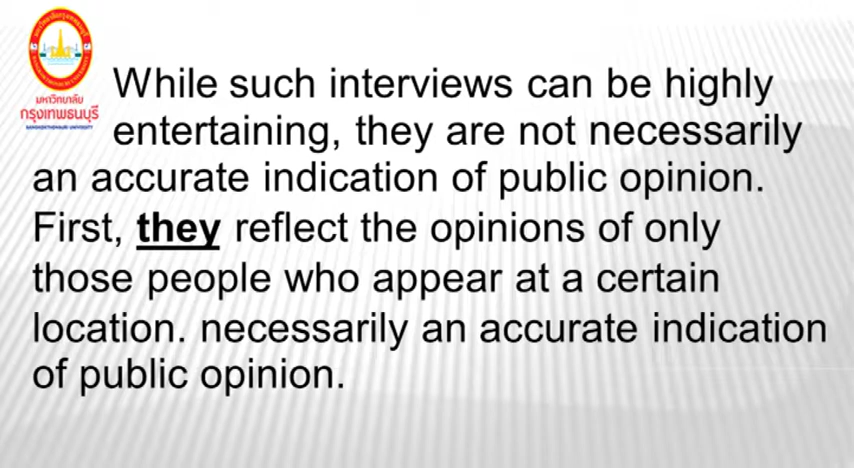 มหาวิทยาลัย
กรุงเทพธนบุรี
BANGKOKTHONBURI UNIVERSITY
While such interviews can be highly
entertaining, they are not necessarily
an accurate indication of public opinion.
First, they reflect the opinions of only
those people who appear at a certain
location. necessarily an accurate indication
of public opinion.